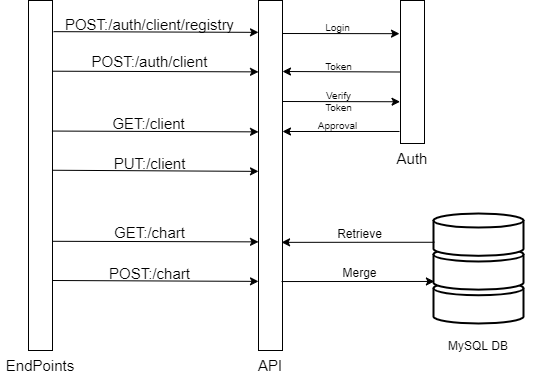 POST:/auth/client/registry
Login
POST:/auth/client
Token
Verify
Token
GET:/client
Approval
Auth
PUT:/client
GET:/chart
Retrieve
POST:/chart
Merge
MySQL DB
EndPoints
API